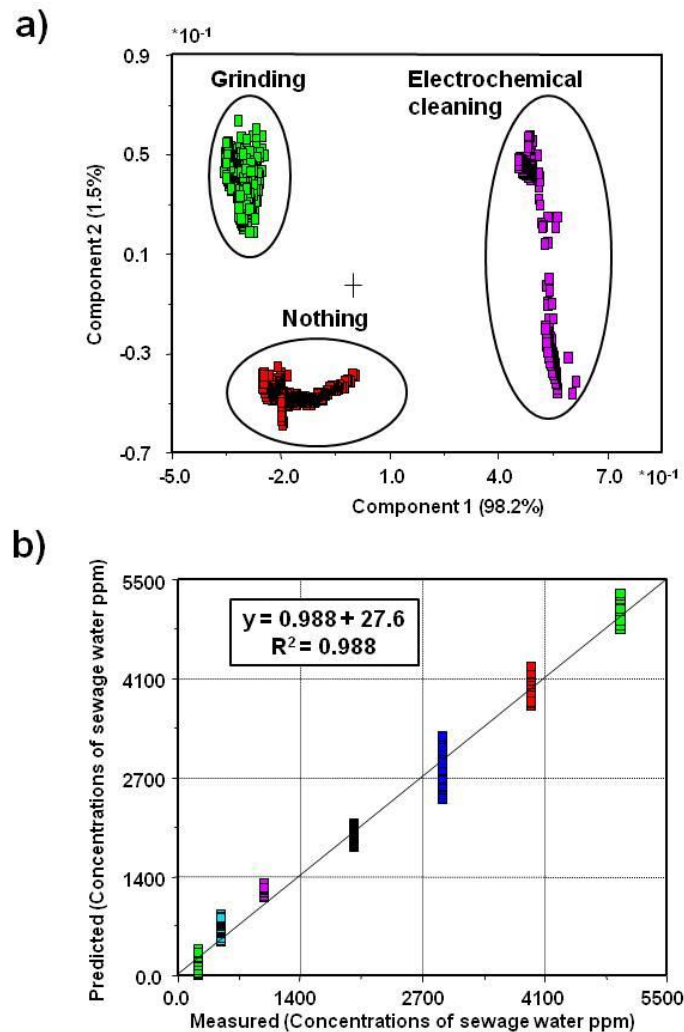 a)
*10⁻¹
0.9
0.5
0.1
-0.3
-0.7
Component 2 (1.5%)
Grinding
Electrochemical
cleaning
Nothing
-5.0 -2.0 1.0 4.0 7.0 *10⁻¹
Component 1 (98.2%)
b)
5500
4100
2700
1400
0.0
Predicted (Concentrations of sewage water ppm)
y = 0.988 + 27.6
R² = 0.988
0.0 1400 2700 4100 5500
Measured (Concentrations of sewage water ppm)